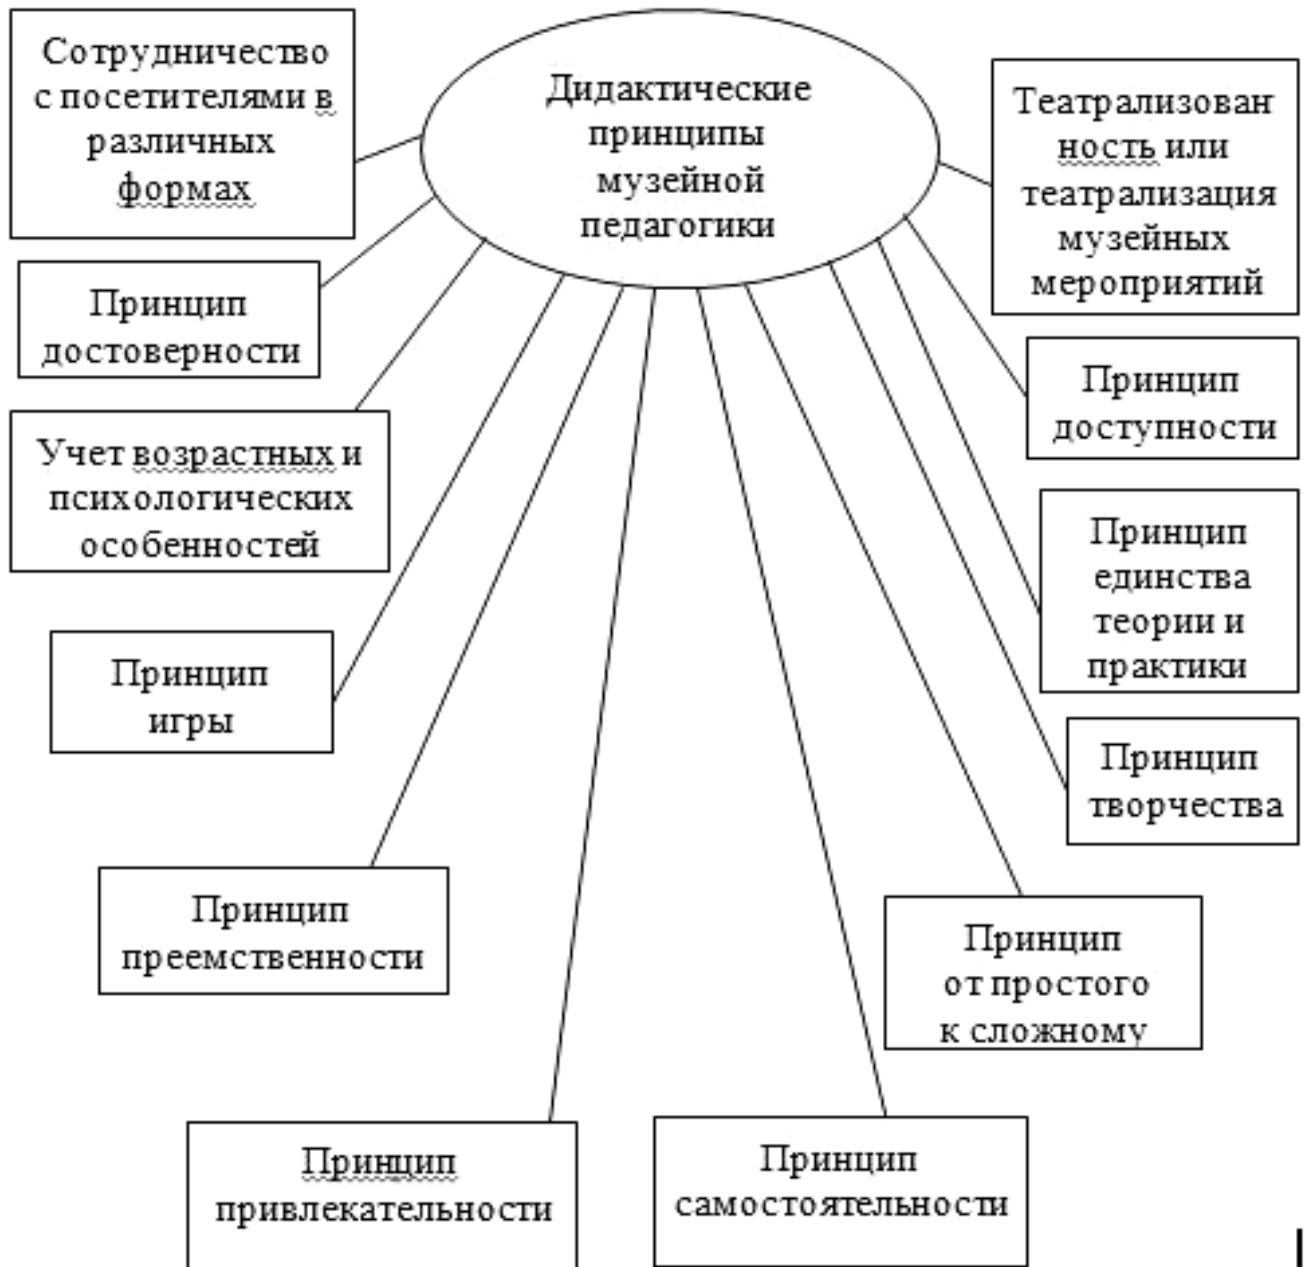 Дидактические
принципы
музейной
педагогики
Сотрудничество
с посетителями в
различных
формах
Принцип
достоверности
Учет возрастных и
психологических
особенностей
Принцип
игры
Принцип
преемственности
Принцип
привлекательности
Принцип
самостоятельности
Принцип
от простого
к сложному
Принцип
творчества
Принцип
единства
теории и
практики
Принцип
доступности
Театрализован
ность или
театрализация
музейных
мероприятий